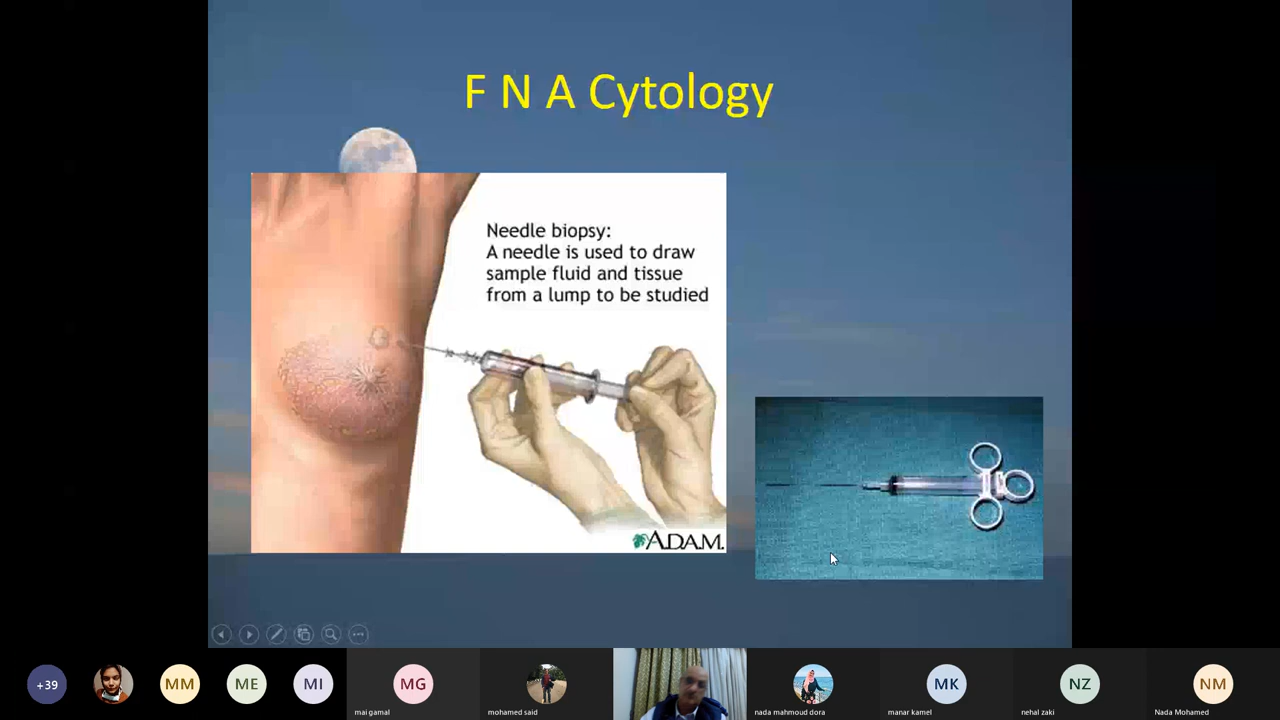 F N A Cytology
Needle biopsy:
A needle is used to draw
sample fluid and tissue
from a lump to be studied
A.D.A.M.
+39
MM
ME
MI
MG
MK
NZ
NM
mai gamal
mohamed said
nada mahmoud dora
manar kamel
nehal zaki
Nada Mohamed